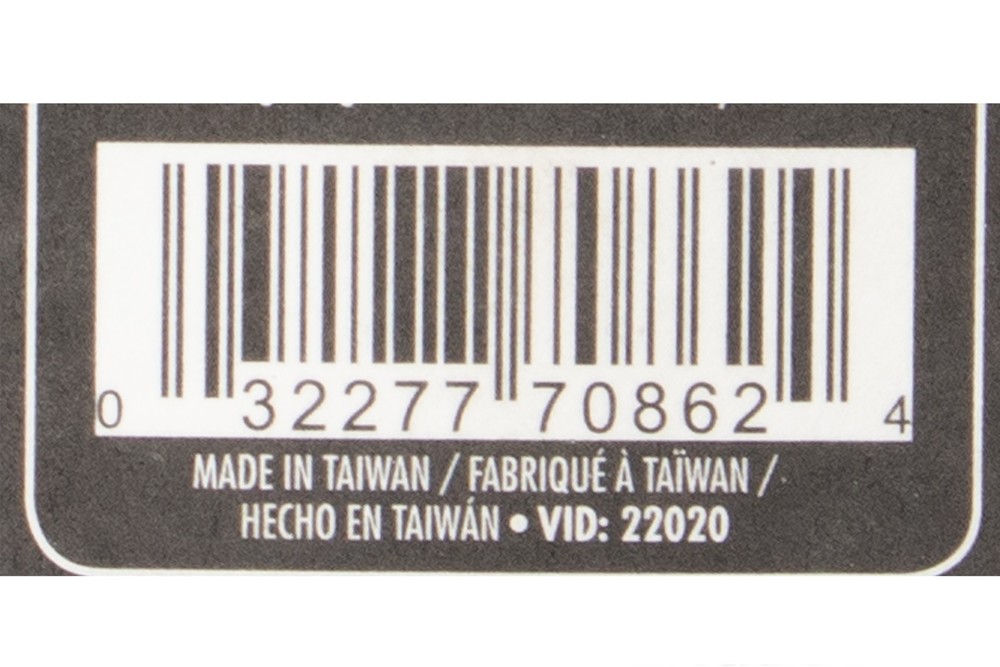 0 32277 70862 4
MADE IN TAIWAN / FABRIQUÉ À TAÏWAN /
HECHO EN TAIWÁN • VID: 22020